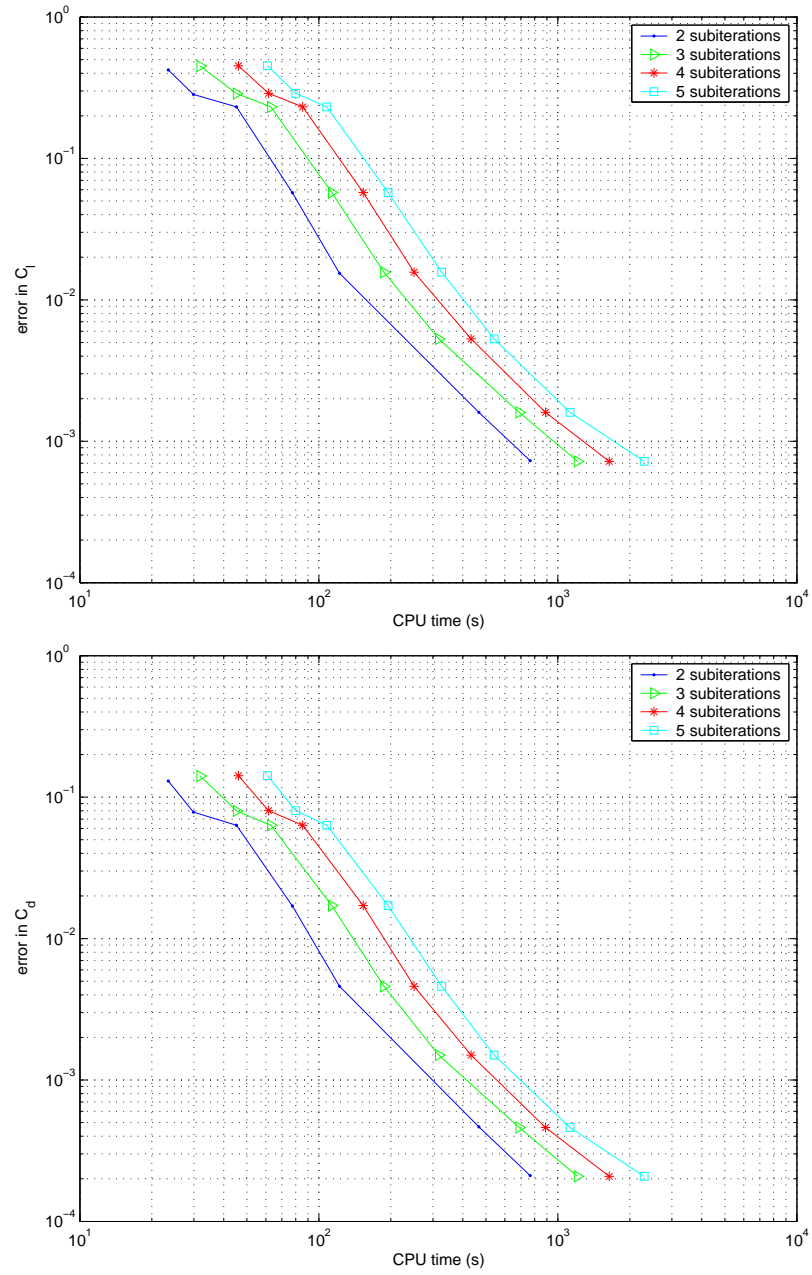 10^0
10^-1
10^-2
10^-3
10^-4
error in C_l
10^1
10^2
10^3
10^4
CPU time (s)
2 subiterations
3 subiterations
4 subiterations
5 subiterations
10^0
10^-1
10^-2
10^-3
10^-4
error in C_d
10^1
10^2
10^3
10^4
CPU time (s)
2 subiterations
3 subiterations
4 subiterations
5 subiterations